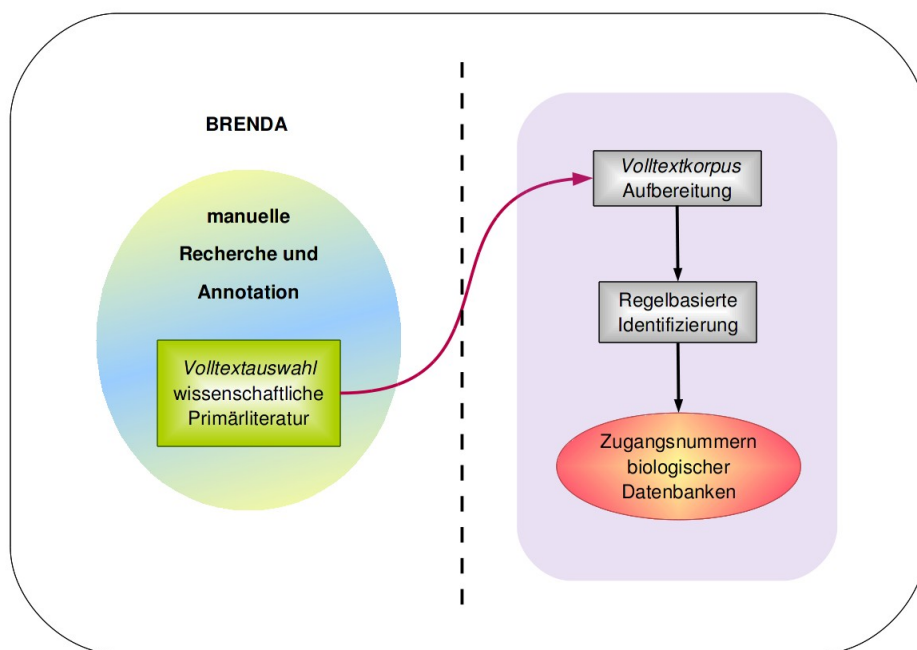 BRENDA
manuelle
Recherche und
Annotation
Volltextauswahl
wissenschaftliche
Primärliteratur
Volltextkorpus
Aufbereitung
Regelbasierte
Identifizierung
Zugangsnummern
biologischer
Datenbanken